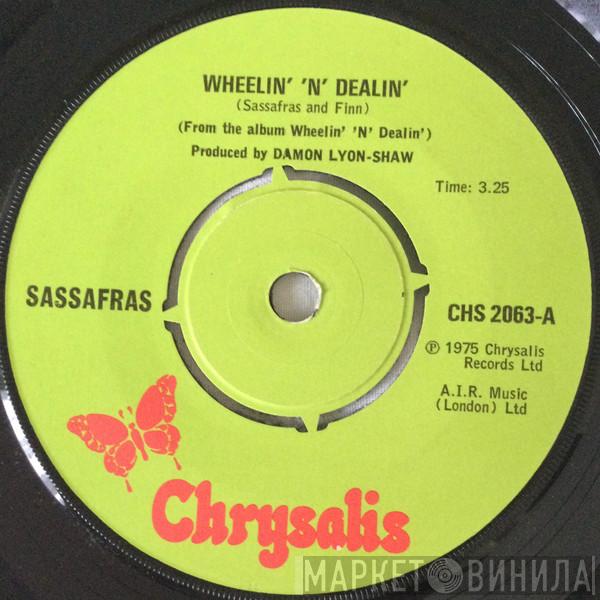 WHEELIN' 'N' DEALIN'
(Sassafras and Finn)
(From the album Wheelin' 'N' Dealin')
Produced by DAMON LYON-SHAW
Time: 3.25
SASSAFRAS
CHS 2063-A
Ⓟ 1975 Chrysalis
Records Ltd
A.I.R. Music
(London) Ltd
Chrysalis
МАРКЕТ ВИНИЛА